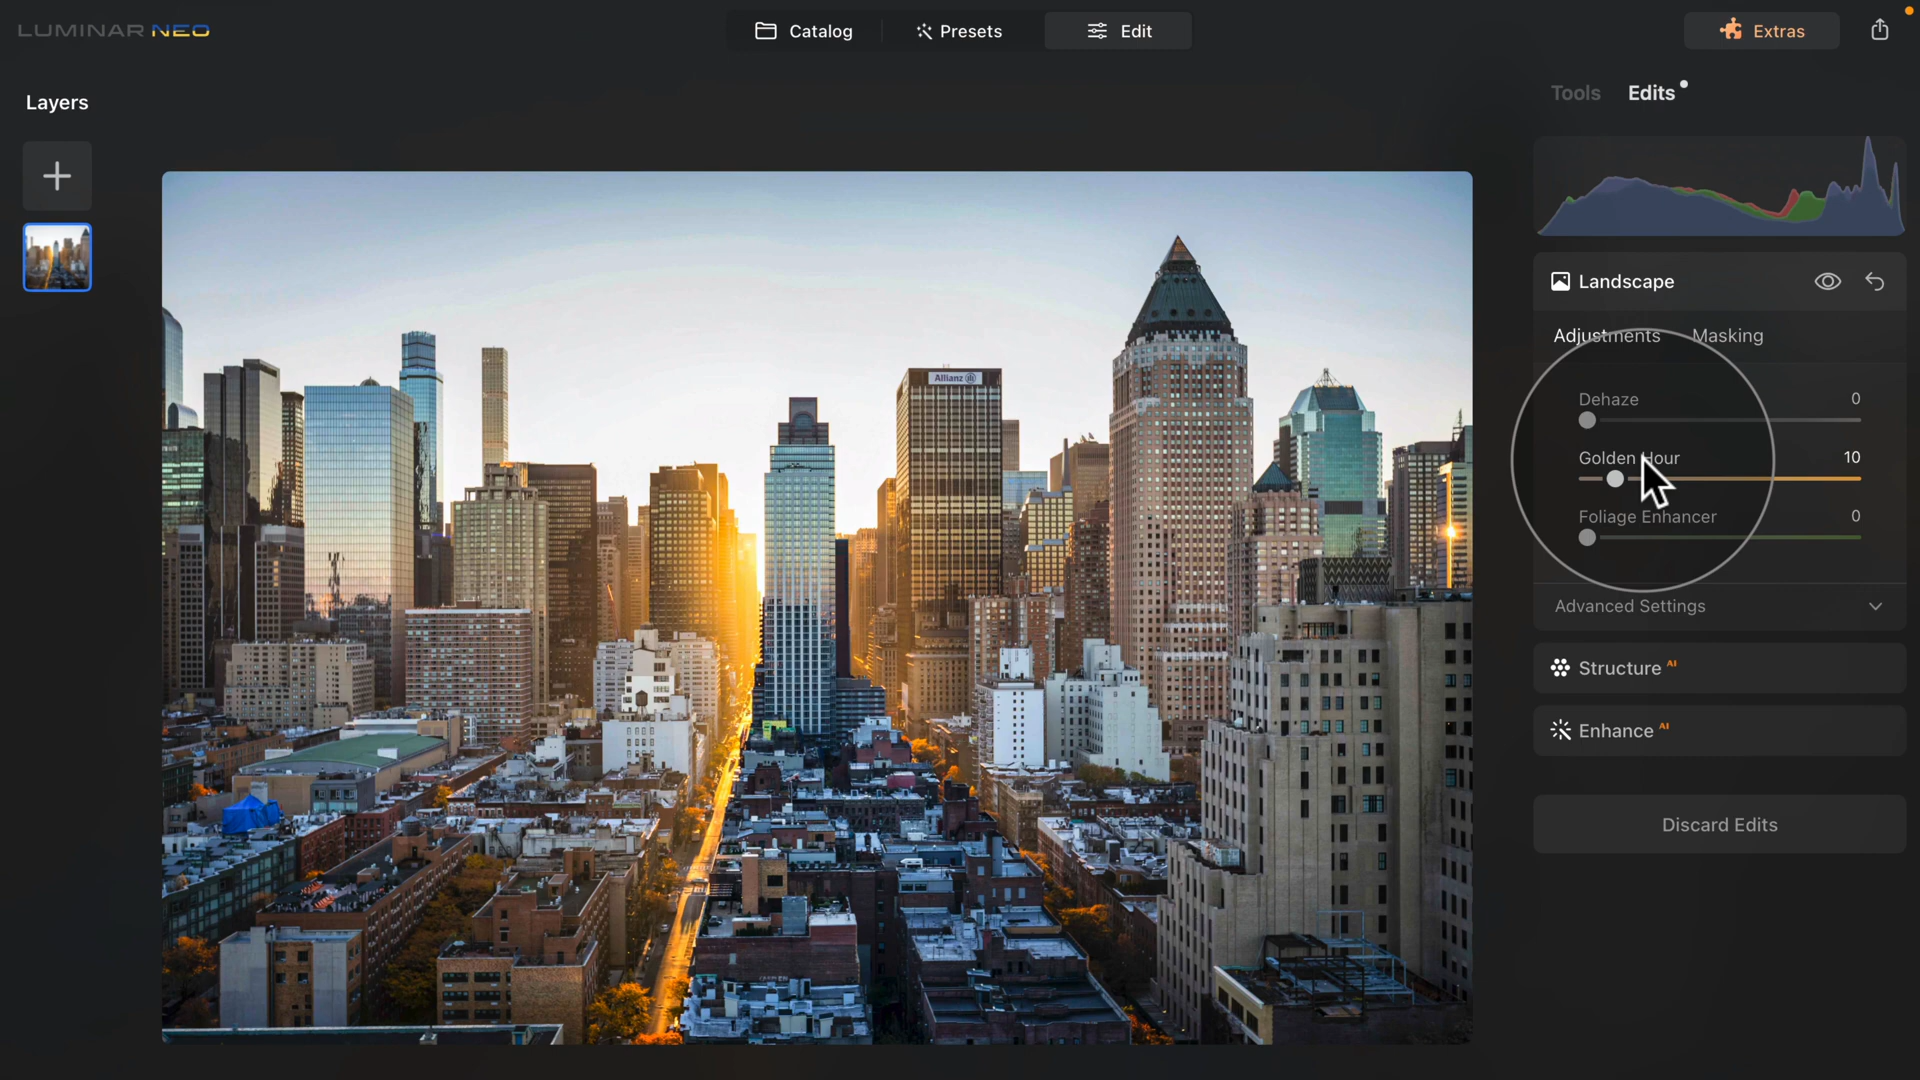 LUMINAR NEO
Catalog
Presets
Edit
Extras
Layers
Tools
Edits
Landscape
Adjustments
Masking
Dehaze 0
Golden Hour 10
Foliage Enhancer 0
Advanced Settings
Structure AI
Enhance AI
Discard Edits
Allianz